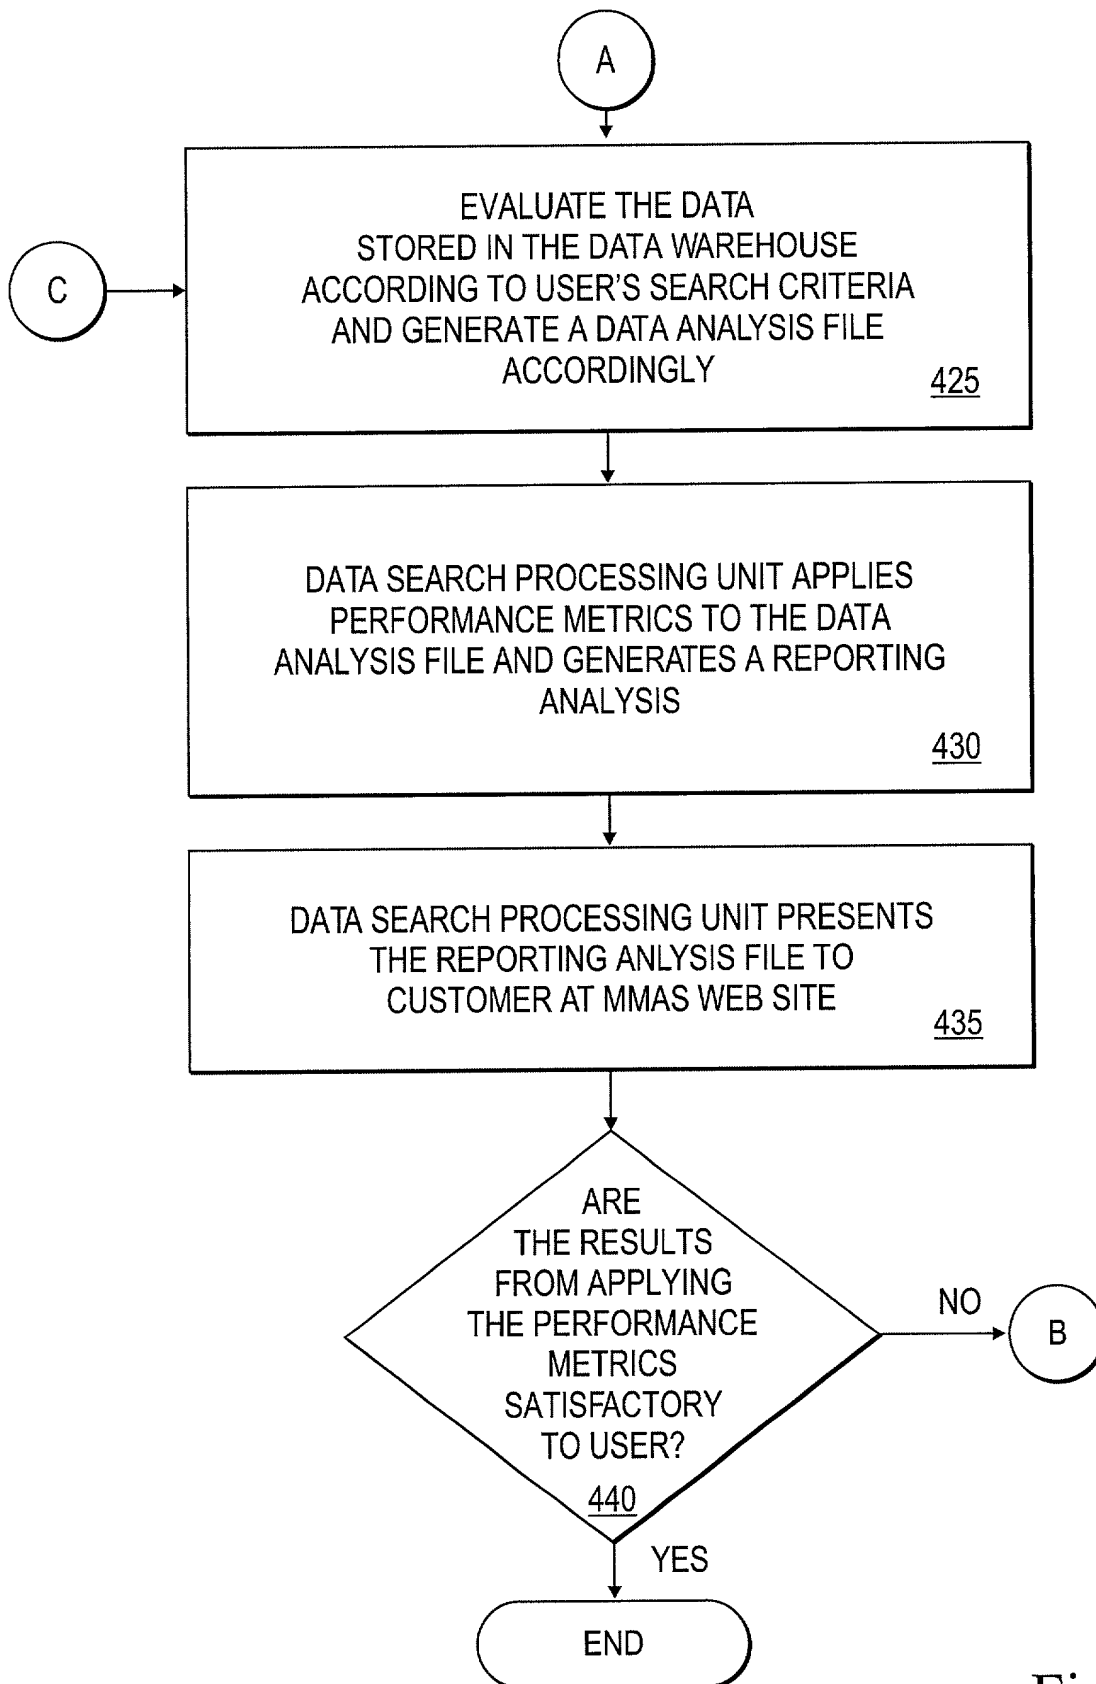 A
EVALUATE THE DATA
STORED IN THE DATA WAREHOUSE
ACCORDING TO USER'S SEARCH CRITERIA
AND GENERATE A DATA ANALYSIS FILE
ACCORDINGLY
425
C
DATA SEARCH PROCESSING UNIT APPLIES
PERFORMANCE METRICS TO THE DATA
ANALYSIS FILE AND GENERATES A REPORTING
ANALYSIS
430
DATA SEARCH PROCESSING UNIT PRESENTS
THE REPORTING ANLYSIS FILE TO
CUSTOMER AT MMAS WEB SITE
435
ARE
THE RESULTS
FROM APPLYING
THE PERFORMANCE
METRICS
SATISFACTORY
TO USER?
440
NO
B
YES
END